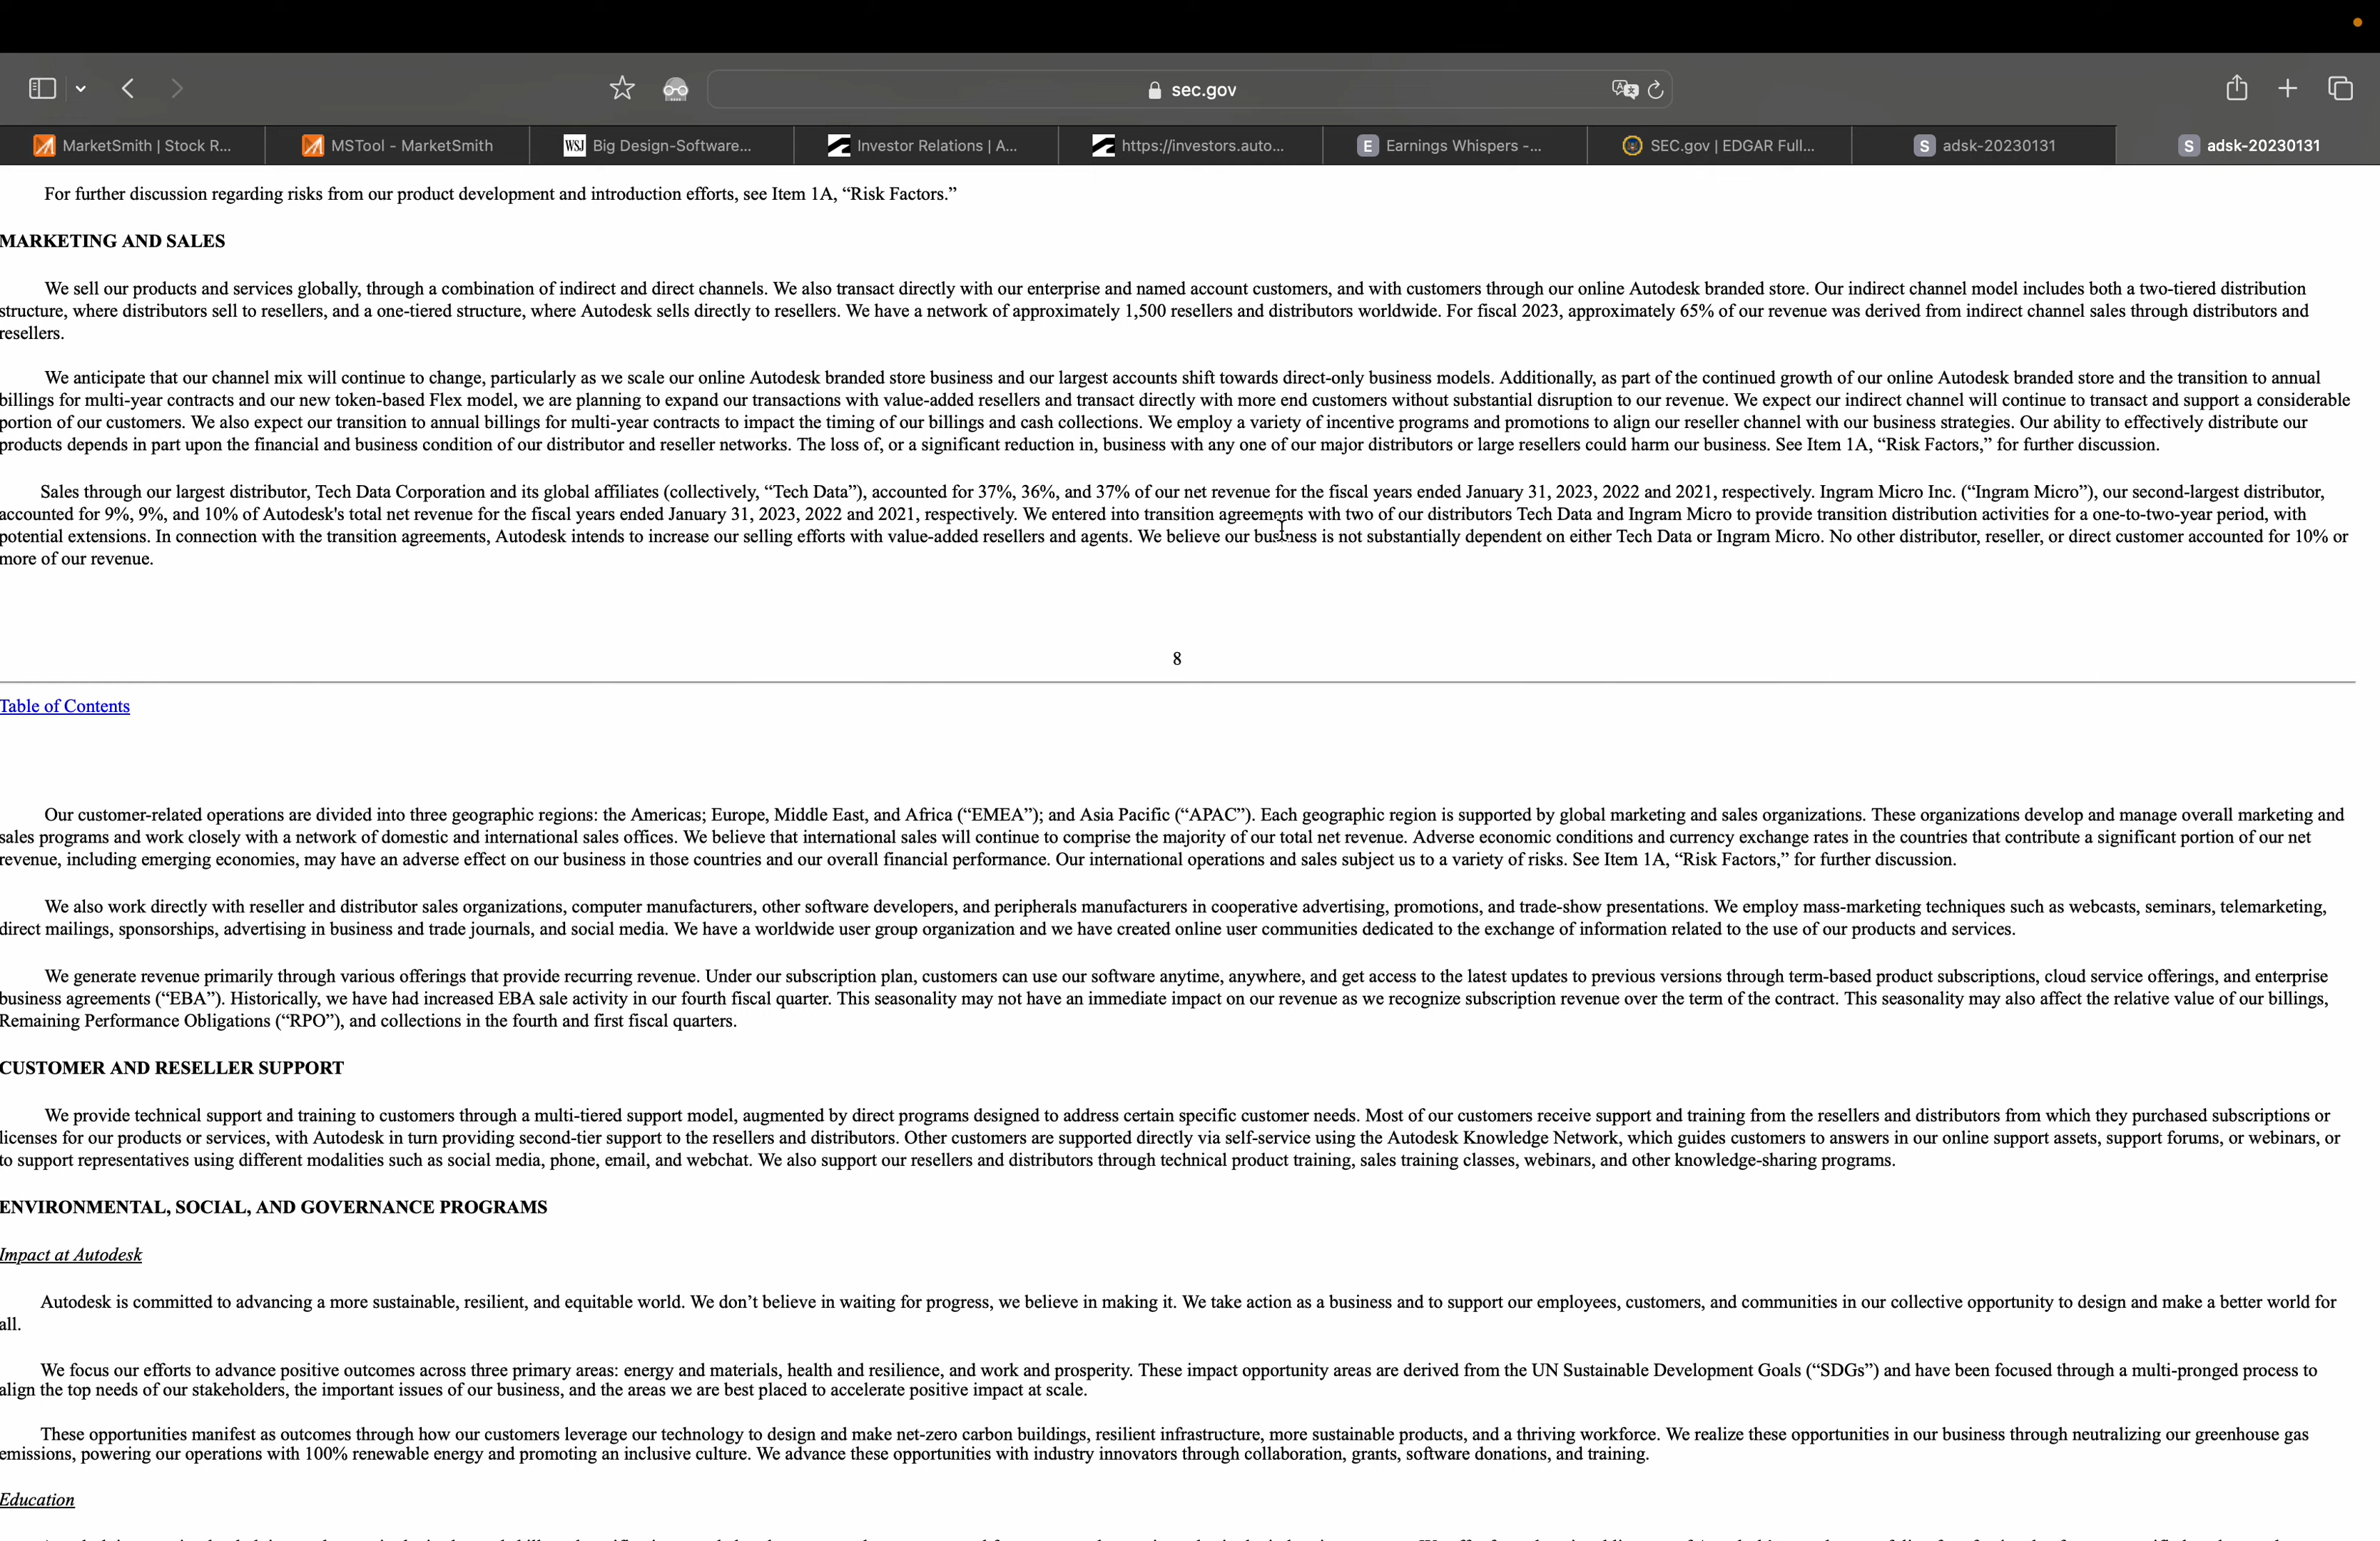 sec.gov
MarketSmith | Stock R...
MSTool - MarketSmith
WSJ Big Design-Software...
Investor Relations | A...
https://investors.auto...
E Earnings Whispers -...
SEC.gov | EDGAR Full...
S adsk-20230131
S adsk-20230131
For further discussion regarding risks from our product development and introduction efforts, see Item 1A, “Risk Factors.”
MARKETING AND SALES
We sell our products and services globally, through a combination of indirect and direct channels. We also transact directly with our enterprise and named account customers, and with customers through our online Autodesk branded store. Our indirect channel model includes both a two-tiered distribution
structure, where distributors sell to resellers, and a one-tiered structure, where Autodesk sells directly to resellers. We have a network of approximately 1,500 resellers and distributors worldwide. For fiscal 2023, approximately 65% of our revenue was derived from indirect channel sales through distributors and
resellers.
We anticipate that our channel mix will continue to change, particularly as we scale our online Autodesk branded store business and our largest accounts shift towards direct-only business models. Additionally, as part of the continued growth of our online Autodesk branded store and the transition to annual
billings for multi-year contracts and our new token-based Flex model, we are planning to expand our transactions with value-added resellers and transact directly with more end customers without substantial disruption to our revenue. We expect our indirect channel will continue to transact and support a considerable
portion of our customers. We also expect our transition to annual billings for multi-year contracts to impact the timing of our billings and cash collections. We employ a variety of incentive programs and promotions to align our reseller channel with our business strategies. Our ability to effectively distribute our
products depends in part upon the financial and business condition of our distributor and reseller networks. The loss of, or a significant reduction in, business with any one of our major distributors or large resellers could harm our business. See Item 1A, “Risk Factors,” for further discussion.
Sales through our largest distributor, Tech Data Corporation and its global affiliates (collectively, “Tech Data”), accounted for 37%, 36%, and 37% of our net revenue for the fiscal years ended January 31, 2023, 2022 and 2021, respectively. Ingram Micro Inc. (“Ingram Micro”), our second-largest distributor,
accounted for 9%, 9%, and 10% of Autodesk's total net revenue for the fiscal years ended January 31, 2023, 2022 and 2021, respectively. We entered into transition agreements with two of our distributors Tech Data and Ingram Micro to provide transition distribution activities for a one-to-two-year period, with
potential extensions. In connection with the transition agreements, Autodesk intends to increase our selling efforts with value-added resellers and agents. We believe our business is not substantially dependent on either Tech Data or Ingram Micro. No other distributor, reseller, or direct customer accounted for 10% or
more of our revenue.
8
Table of Contents
Our customer-related operations are divided into three geographic regions: the Americas; Europe, Middle East, and Africa (“EMEA”); and Asia Pacific (“APAC”). Each geographic region is supported by global marketing and sales organizations. These organizations develop and manage overall marketing and
sales programs and work closely with a network of domestic and international sales offices. We believe that international sales will continue to comprise the majority of our total net revenue. Adverse economic conditions and currency exchange rates in the countries that contribute a significant portion of our net
revenue, including emerging economies, may have an adverse effect on our business in those countries and our overall financial performance. Our international operations and sales subject us to a variety of risks. See Item 1A, “Risk Factors,” for further discussion.
We also work directly with reseller and distributor sales organizations, computer manufacturers, other software developers, and peripherals manufacturers in cooperative advertising, promotions, and trade-show presentations. We employ mass-marketing techniques such as webcasts, seminars, telemarketing,
direct mailings, sponsorships, advertising in business and trade journals, and social media. We have a worldwide user group organization and we have created online user communities dedicated to the exchange of information related to the use of our products and services.
We generate revenue primarily through various offerings that provide recurring revenue. Under our subscription plan, customers can use our software anytime, anywhere, and get access to the latest updates to previous versions through term-based product subscriptions, cloud service offerings, and enterprise
business agreements (“EBA”). Historically, we have had increased EBA sale activity in our fourth fiscal quarter. This seasonality may not have an immediate impact on our revenue as we recognize subscription revenue over the term of the contract. This seasonality may also affect the relative value of our billings,
Remaining Performance Obligations (“RPO”), and collections in the fourth and first fiscal quarters.
CUSTOMER AND RESELLER SUPPORT
We provide technical support and training to customers through a multi-tiered support model, augmented by direct programs designed to address certain specific customer needs. Most of our customers receive support and training from the resellers and distributors from which they purchased subscriptions or
licenses for our products or services, with Autodesk in turn providing second-tier support to the resellers and distributors. Other customers are supported directly via self-service using the Autodesk Knowledge Network, which guides customers to answers in our online support assets, support forums, or webinars, or
to support representatives using different modalities such as social media, phone, email, and webchat. We also support our resellers and distributors through technical product training, sales training classes, webinars, and other knowledge-sharing programs.
ENVIRONMENTAL, SOCIAL, AND GOVERNANCE PROGRAMS
Impact at Autodesk
Autodesk is committed to advancing a more sustainable, resilient, and equitable world. We don’t believe in waiting for progress, we believe in making it. We take action as a business and to support our employees, customers, and communities in our collective opportunity to design and make a better world for
all.
We focus our efforts to advance positive outcomes across three primary areas: energy and materials, health and resilience, and work and prosperity. These impact opportunity areas are derived from the UN Sustainable Development Goals (“SDGs”) and have been focused through a multi-pronged process to
align the top needs of our stakeholders, the important issues of our business, and the areas we are best placed to accelerate positive impact at scale.
These opportunities manifest as outcomes through how our customers leverage our technology to design and make net-zero carbon buildings, resilient infrastructure, more sustainable products, and a thriving workforce. We realize these opportunities in our business through neutralizing our greenhouse gas
emissions, powering our operations with 100% renewable energy and promoting an inclusive culture. We advance these opportunities with industry innovators through collaboration, grants, software donations, and training.
Education